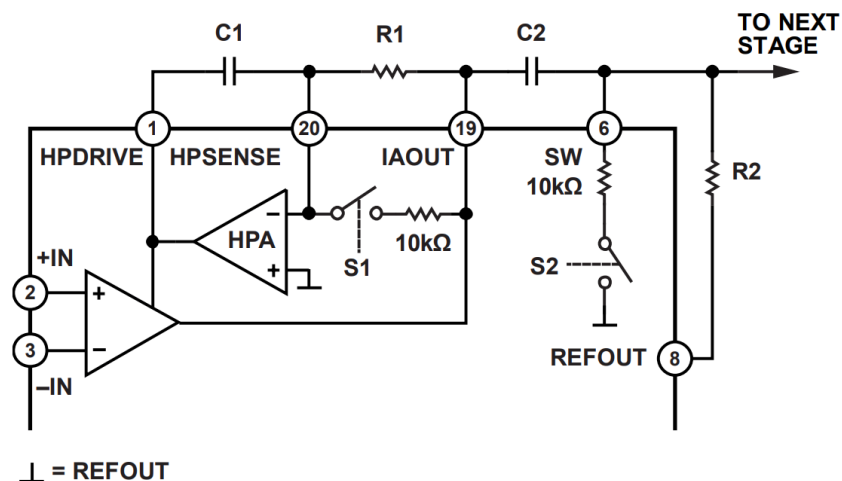 TO NEXT
STAGE
C1
R1
C2
1
20
19
6
HPDRIVE
HPSENSE
IAOUT
SW
10kΩ
R2
HPA
−
+
S1
10kΩ
S2
+IN
2
+
3
−
−IN
REFOUT
8
⊥ = REFOUT